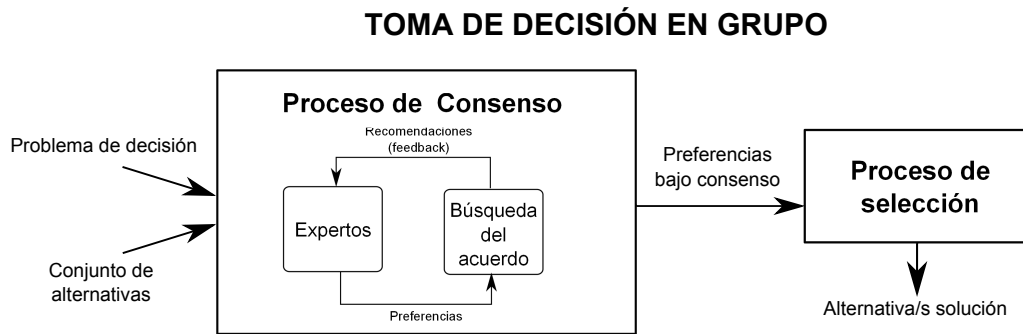 TOMA DE DECISIÓN EN GRUPO
Proceso de Consenso
Recomendaciones
(feedback)
Problema de decisión
Expertos
Búsqueda
del
acuerdo
Conjunto de
alternativas
Preferencias
Preferencias
bajo consenso
Proceso de
selección
Alternativa/s solución